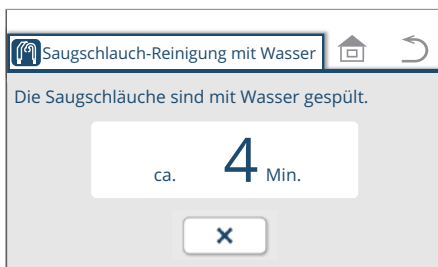 Saugschlauch-Reinigung mit Wasser
Die Saugschläuche sind mit Wasser gespült.
ca. 4 Min.